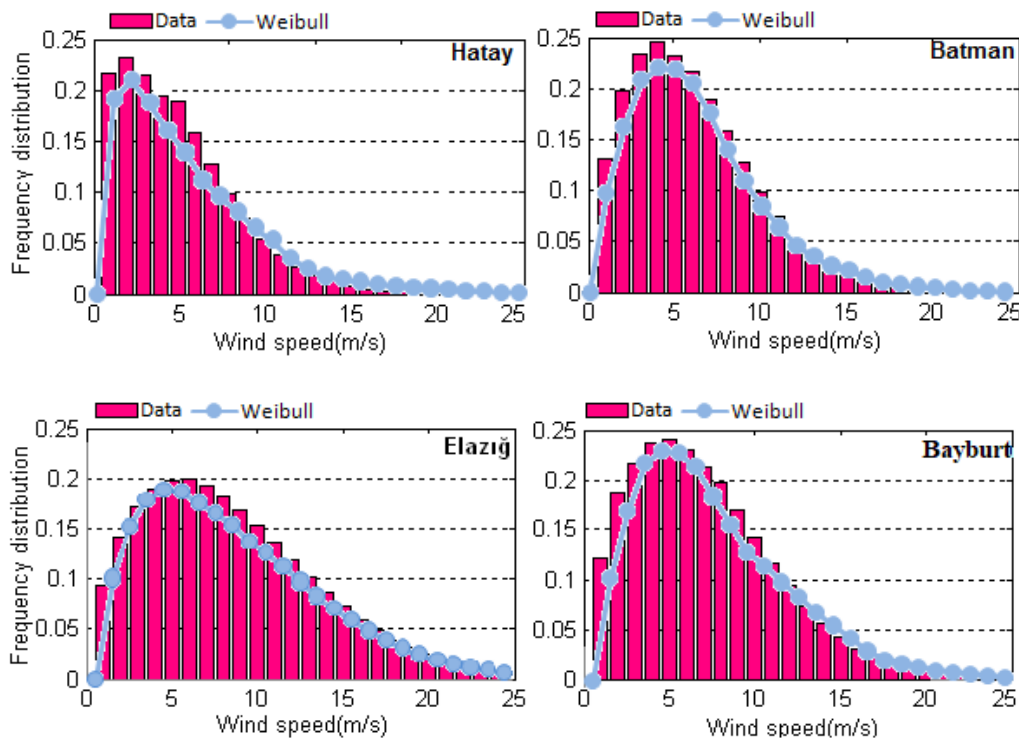 Data Weibull
Hatay
Frequency distribution
0.25
0.2
0.15
0.1
0.05
0
0 5 10 15 20 25
Wind speed(m/s)
Data Weibull
Batman
0.25
0.2
0.15
0.1
0.05
0
0 5 10 15 20 25
Wind speed(m/s)
Data Weibull
Elazığ
Frequency distribution
0.25
0.2
0.15
0.1
0.05
0
0 5 10 15 20 25
Wind speed(m/s)
Data Weibull
Bayburt
0.25
0.2
0.15
0.1
0.05
0
0 5 10 15 20 25
Wind speed(m/s)